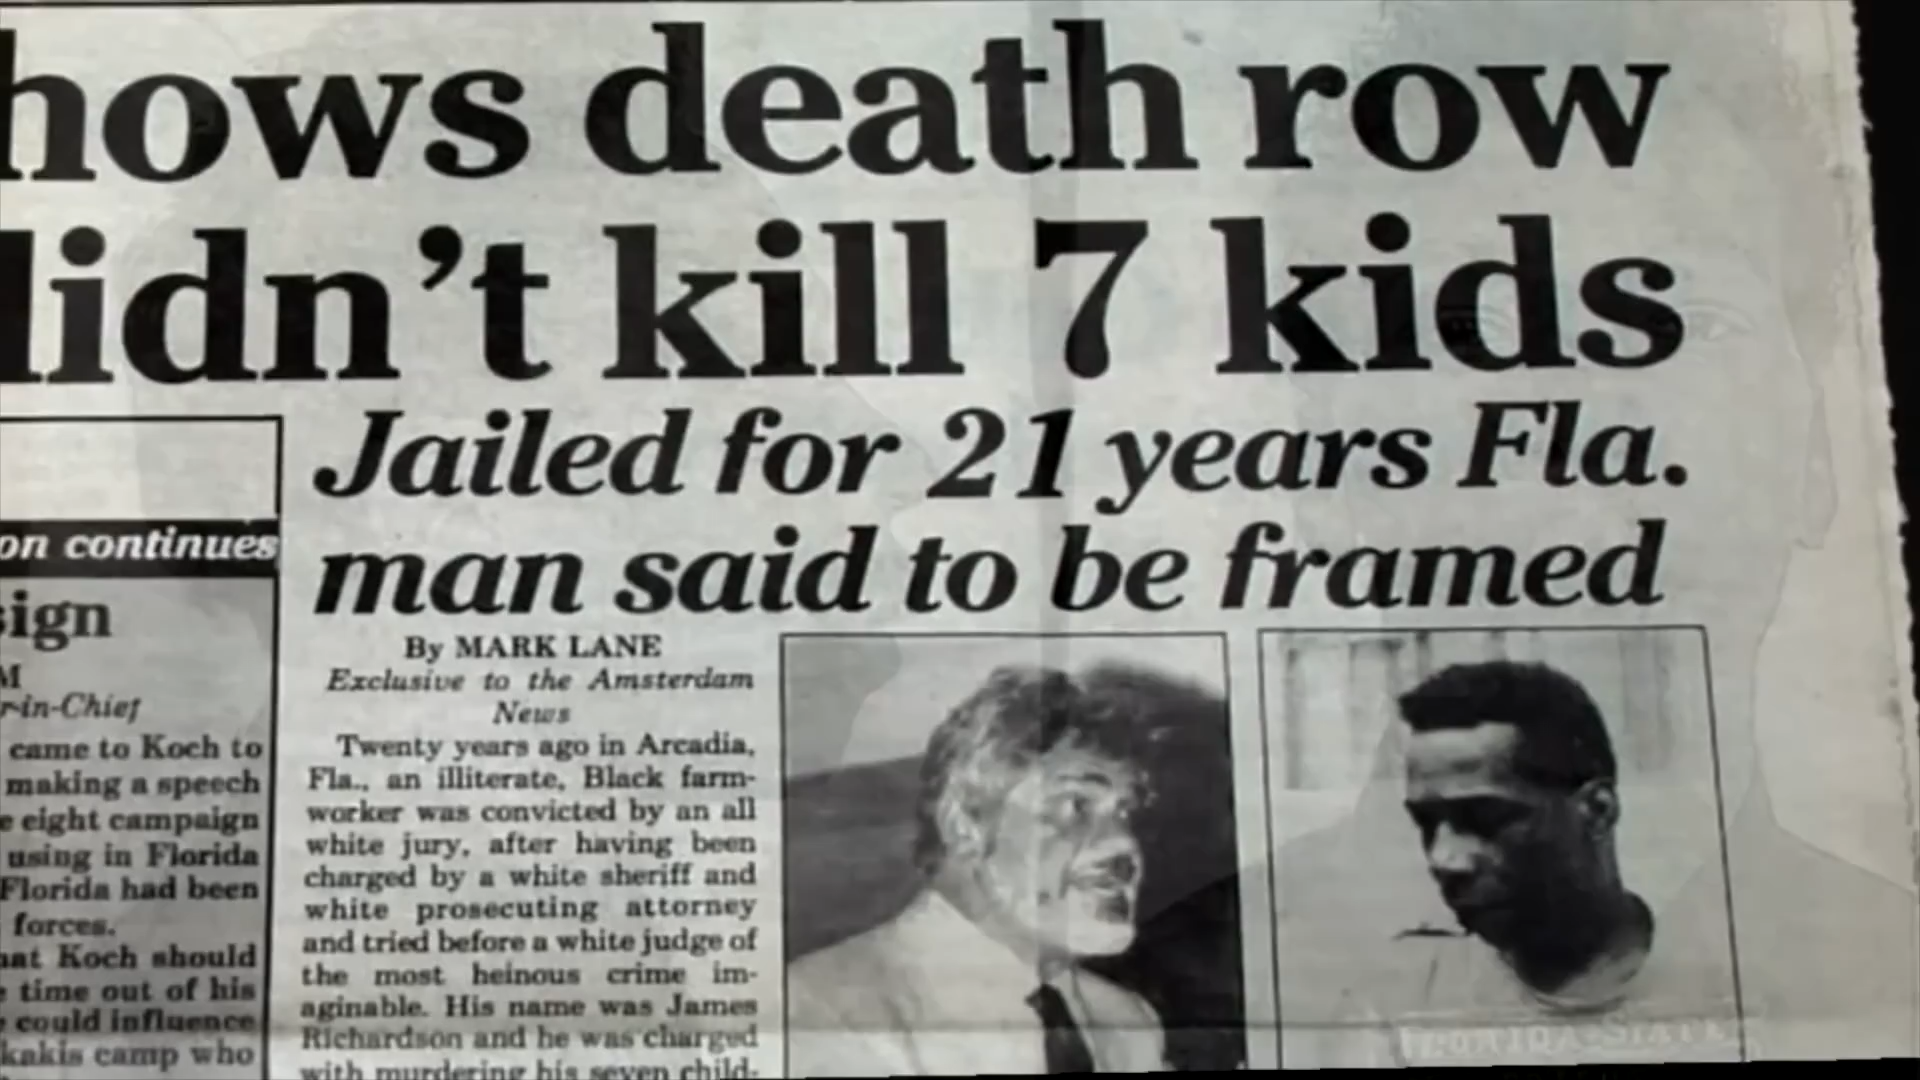 hows death row
lidn't kill 7 kids
Jailed for 21 years Fla.
man said to be framed
on continues
sign
M
r-in-Chief
came to Koch to
making a speech
e eight campaign
using in Florida
Florida had been
forces.
hat Koch should
e time out of his
could influence
kakis camp who
By MARK LANE
Exclusive to the Amsterdam
News
Twenty years ago in Arcadia,
Fla., an illiterate, Black farm-
worker was convicted by an all
white jury, after having been
charged by a white sheriff and
white prosecuting attorney
and tried before a white judge of
the most heinous crime im-
aginable. His name was James
Richardson and he was charged
with murdering his seven child-
FLORIDA STATE